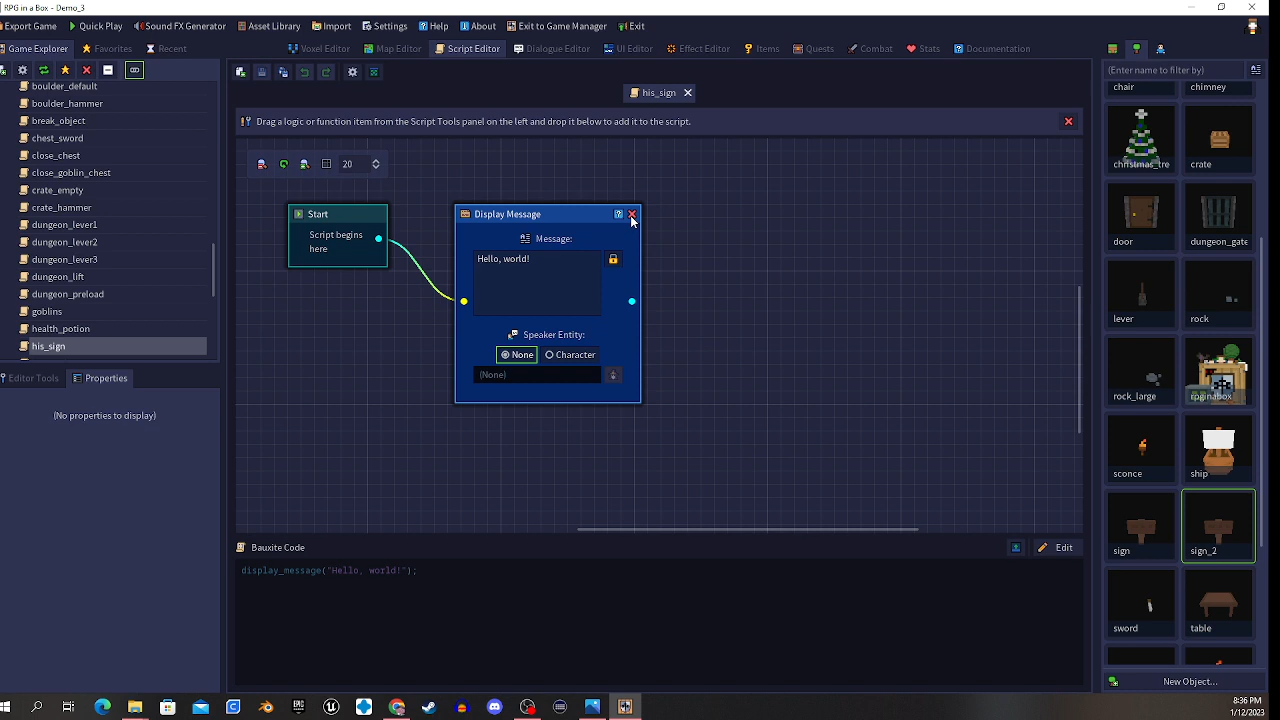 RPG in a Box - Demo_3
Export Game Quick Play Sound FX Generator Asset Library Import Settings Help About Exit to Game Manager Exit
Game Explorer Favorites Recent Voxel Editor Map Editor Script Editor Dialogue Editor UI Editor Effect Editor Items Quests Combat Stats Documentation
(Enter name to filter by)
his_sign
Drag a logic or function item from the Script Tools panel on the left and drop it below to add it to the script.
20
boulder_default
boulder_hammer
break_object
chest_sword
close_chest
close_goblin_chest
crate_empty
crate_hammer
dungeon_level1
dungeon_level2
dungeon_level3
dungeon_lift
dungeon_preload
goblins
health_potion
his_sign
Editor Tools Properties
(No properties to display)
Start
Script begins
here
Display Message ?
Message:
Hello, world!
Speaker Entity:
None Character
(None)
Bauxite Code
Edit
display_message("Hello, world!");
chair chimney
christmas_tre crate
door dungeon_gate
lever rock
rock_large rpginabox
sconce ship
sign sign_2
sword table
New Object...
8:36 PM
1/12/2023